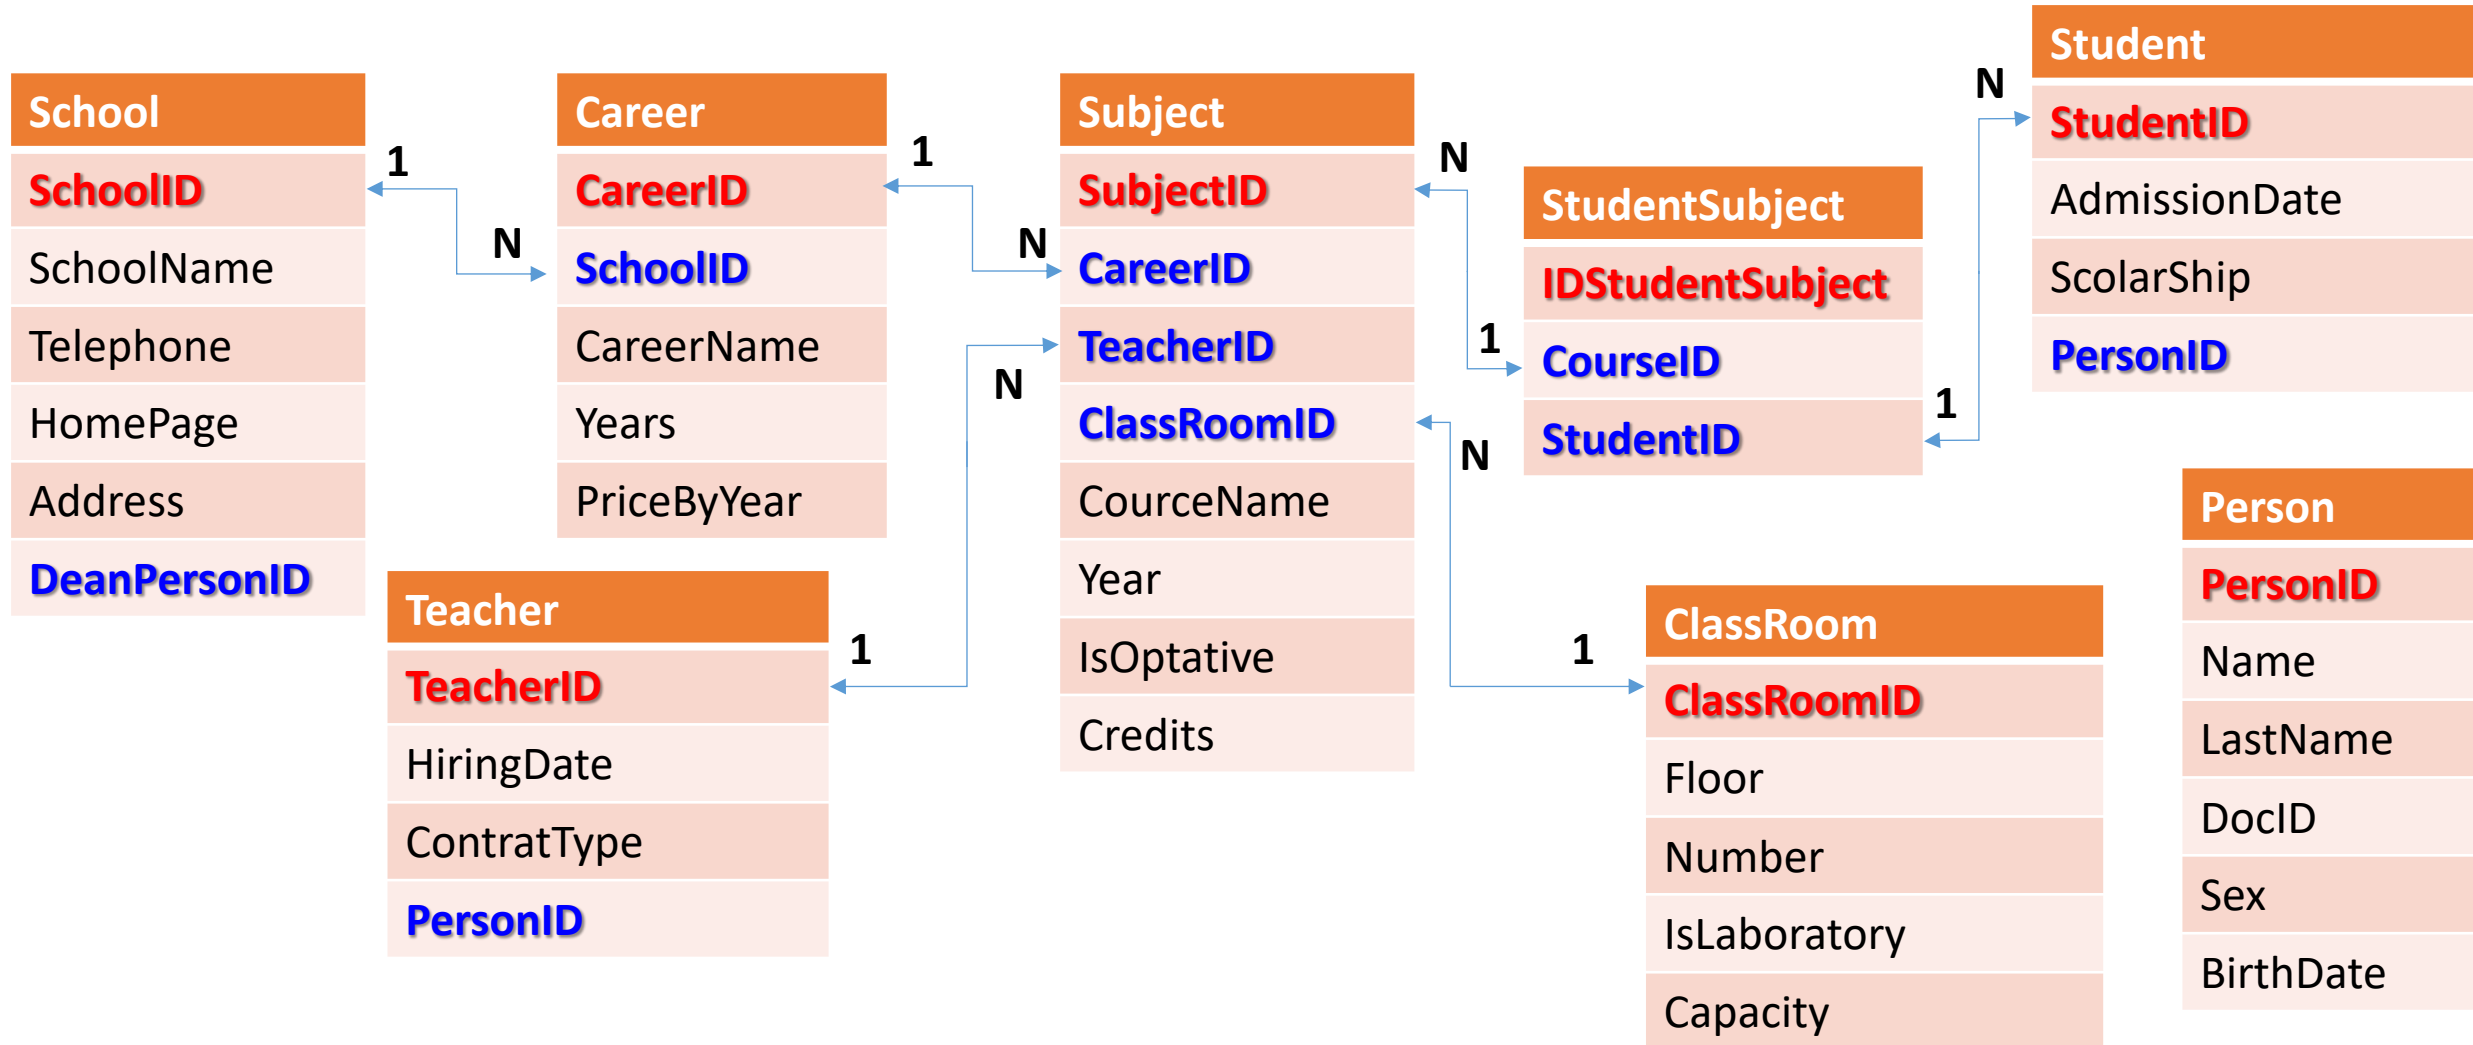 School
SchoolID
SchoolName
Telephone
HomePage
Address
DeanPersonID
1
N
Career
CareerID
SchoolID
CareerName
Years
PriceByYear
1
N
Subject
SubjectID
CareerID
TeacherID
ClassRoomID
CourceName
Year
IsOptative
Credits
N
1
StudentSubject
IDStudentSubject
CourseID
StudentID
N
1
Student
StudentID
AdmissionDate
ScolarShip
PersonID
Teacher
TeacherID
HiringDate
ContratType
PersonID
1
N
N
1
ClassRoom
ClassRoomID
Floor
Number
IsLaboratory
Capacity
Person
PersonID
Name
LastName
DocID
Sex
BirthDate